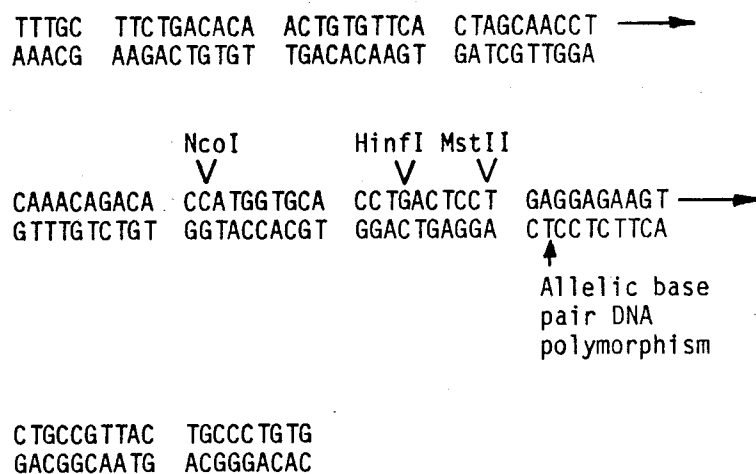 TTTGC TTCTGACACA ACTGTGTTCA CTAGCAACCT
AAACG AAGACTGTGT TGACACAAGT GATCGTTGGA
NcoI HinfI MstII
CAAACAGACA CCATGGTGCA CCTGACTCCT GAGGAGAAGT
GTTTGTCTGT GGTACCACGT GGACTGAGGA CTCCTCTTCA
Allelic base
pair DNA
polymorphism
CTGCCGTTAC TGCCCTGTG
GACGGCAATG ACGGGACAC